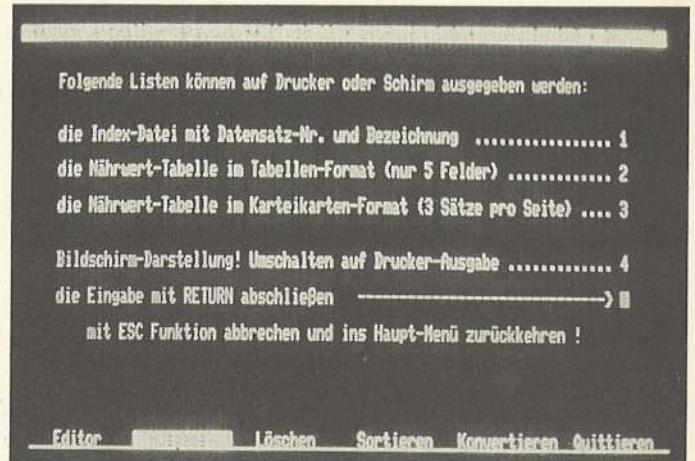 Folgende Listen können auf Drucker oder Schirm ausgegeben werden:
die Index-Datei mit Datensatz-Nr. und Bezeichnung ................ 1
die Nährwert-Tabelle im Tabellen-Format (nur 5 Felder) ............. 2
die Nährwert-Tabelle im Karteikarten-Format (3 Sätze pro Seite) .... 3
Bildschirm-Darstellung! Umschalten auf Drucker-Ausgabe ............. 4
die Eingabe mit RETURN abschließen ------------------------------>
mit ESC Funktion abbrechen und ins Haupt-Menü zurückkehren !
Editor Löschen Sortieren Konvertieren Quittieren